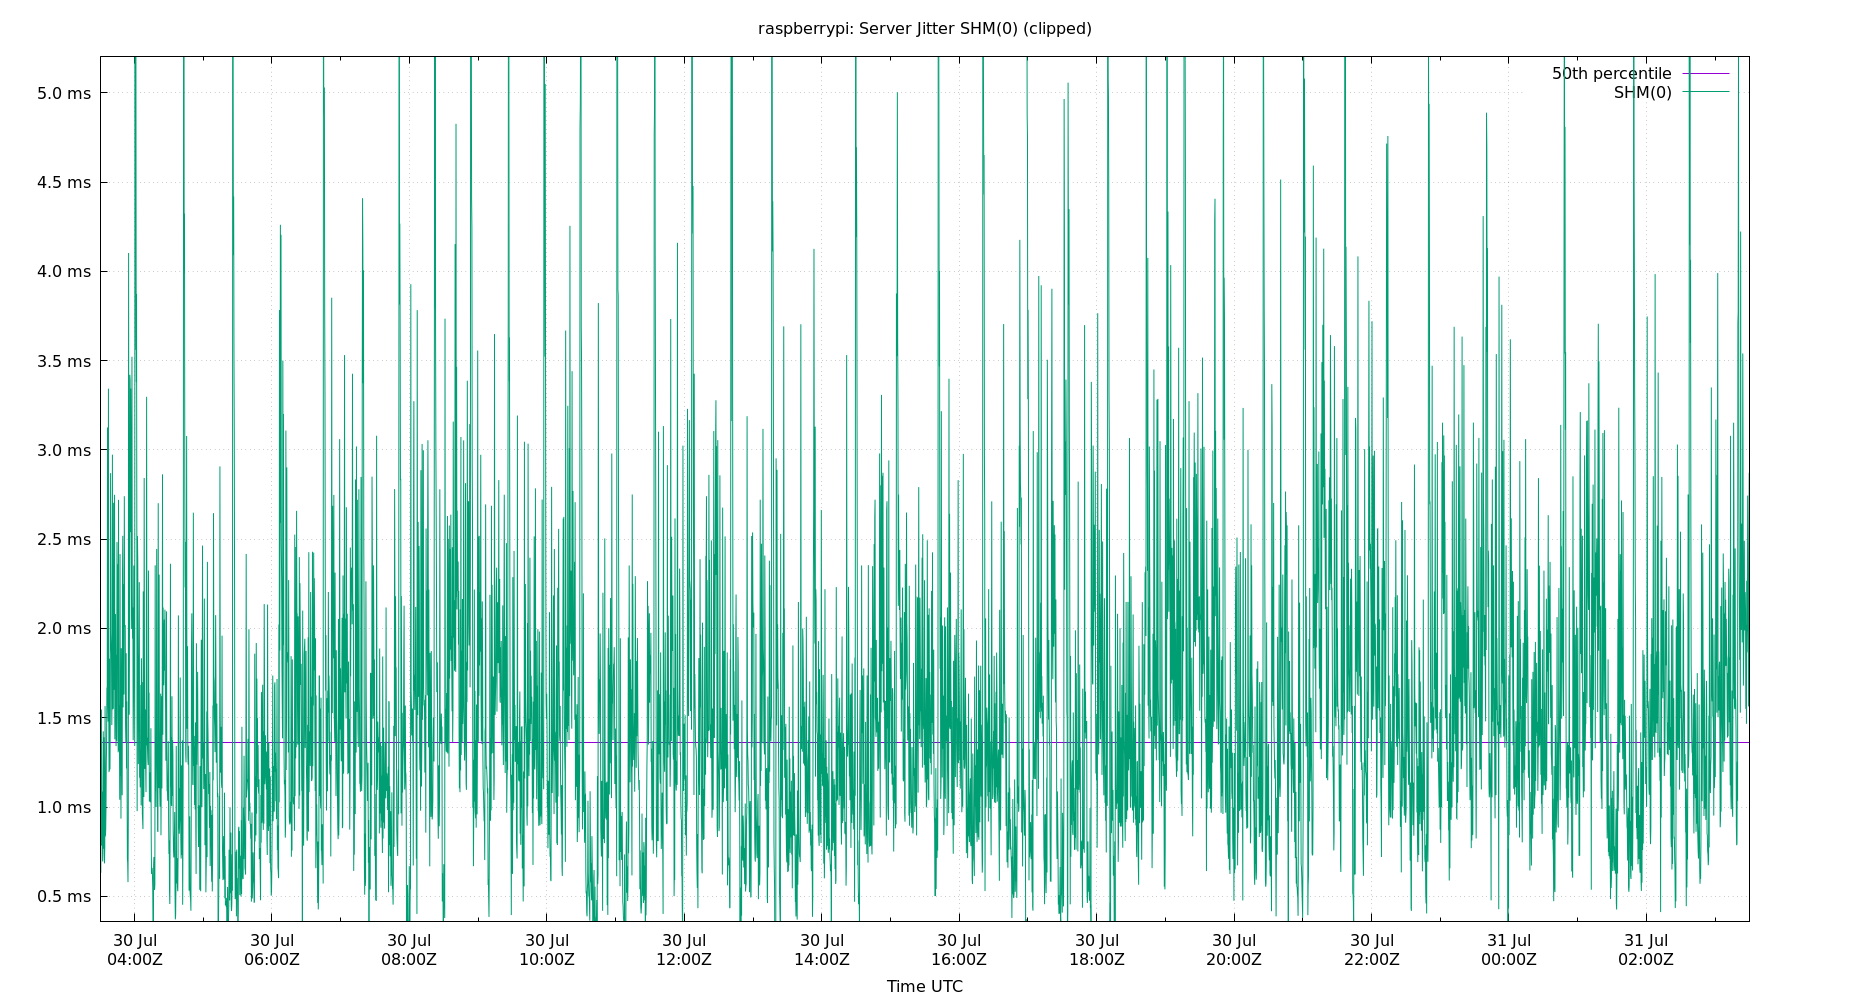 raspberrypi: Server Jitter SHM(0) (clipped)
50th percentile
SHM(0)
5.0 ms
4.5 ms
4.0 ms
3.5 ms
3.0 ms
2.5 ms
2.0 ms
1.5 ms
1.0 ms
0.5 ms
30 Jul 30 Jul 30 Jul 30 Jul 30 Jul 30 Jul 30 Jul 30 Jul 30 Jul 30 Jul 31 Jul 31 Jul
04:00Z 06:00Z 08:00Z 10:00Z 12:00Z 14:00Z 16:00Z 18:00Z 20:00Z 22:00Z 00:00Z 02:00Z
Time UTC